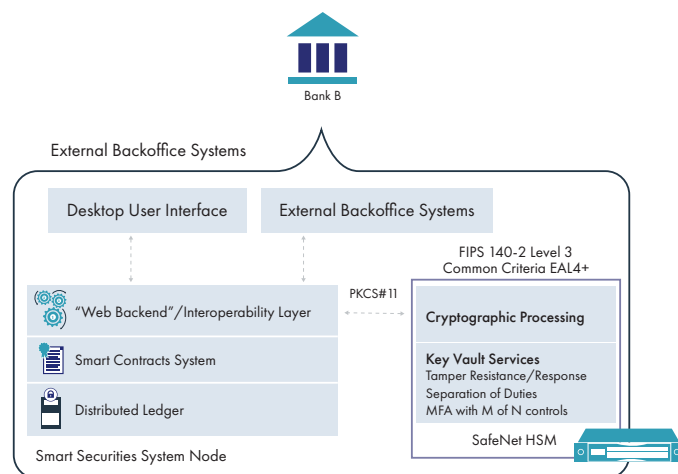 Bank B
External Backoffice Systems
Desktop User Interface
External Backoffice Systems
FIPS 140-2 Level 3
Common Criteria EAL4+
"Web Backend"/Interoperability Layer
PKCS#11
Cryptographic Processing
Smart Contracts System
Key Vault Services
Tamper Resistance/Response
Separation of Duties
MFA with M of N controls
Distributed Ledger
SafeNet HSM
Smart Securities System Node